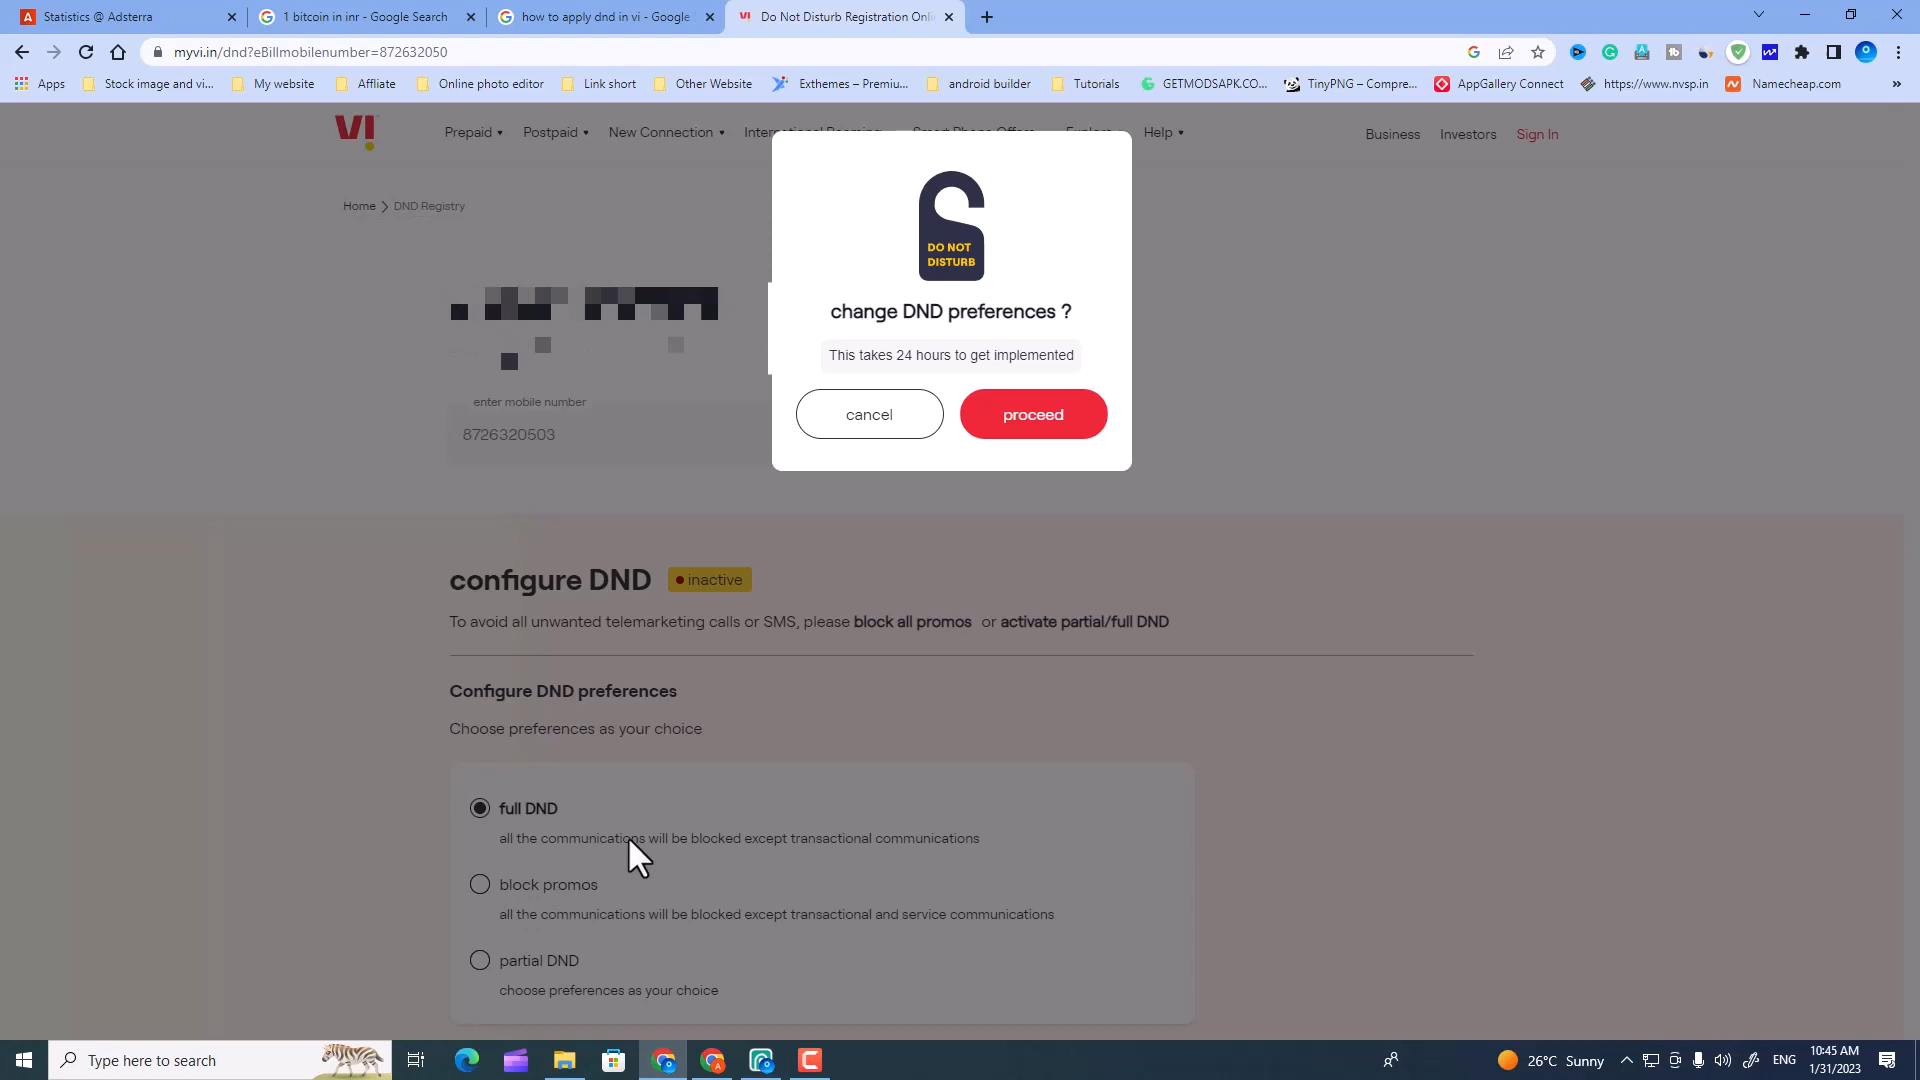 Statistics @ Adsterra
1 bitcoin in inr - Google Search
how to apply dnd in vi - Google
Do Not Disturb Registration Onli
myvi.in/dnd?eBillmobilenumber=872632050
Apps
Stock image and vi...
My website
Affliate
Online photo editor
Link short
Other Website
Exthemes – Premiu...
android builder
Tutorials
GETMODSAPK.CO...
TinyPNG – Compre...
AppGallery Connect
https://www.nvsp.in
Namecheap.com
VI
Prepaid
Postpaid
New Connection
International Roaming
Smart Phone Offers
Explore
Help
Business
Investors
Sign In
Home > DND Registry
DO NOT
DISTURB
change DND preferences ?
This takes 24 hours to get implemented
cancel
proceed
enter mobile number
8726320503
configure DND
inactive
To avoid all unwanted telemarketing calls or SMS, please block all promos or activate partial/full DND
Configure DND preferences
Choose preferences as your choice
full DND
all the communications will be blocked except transactional communications
block promos
all the communications will be blocked except transactional and service communications
partial DND
choose preferences as your choice
Type here to search
26°C Sunny
ENG
10:45 AM
1/31/2023